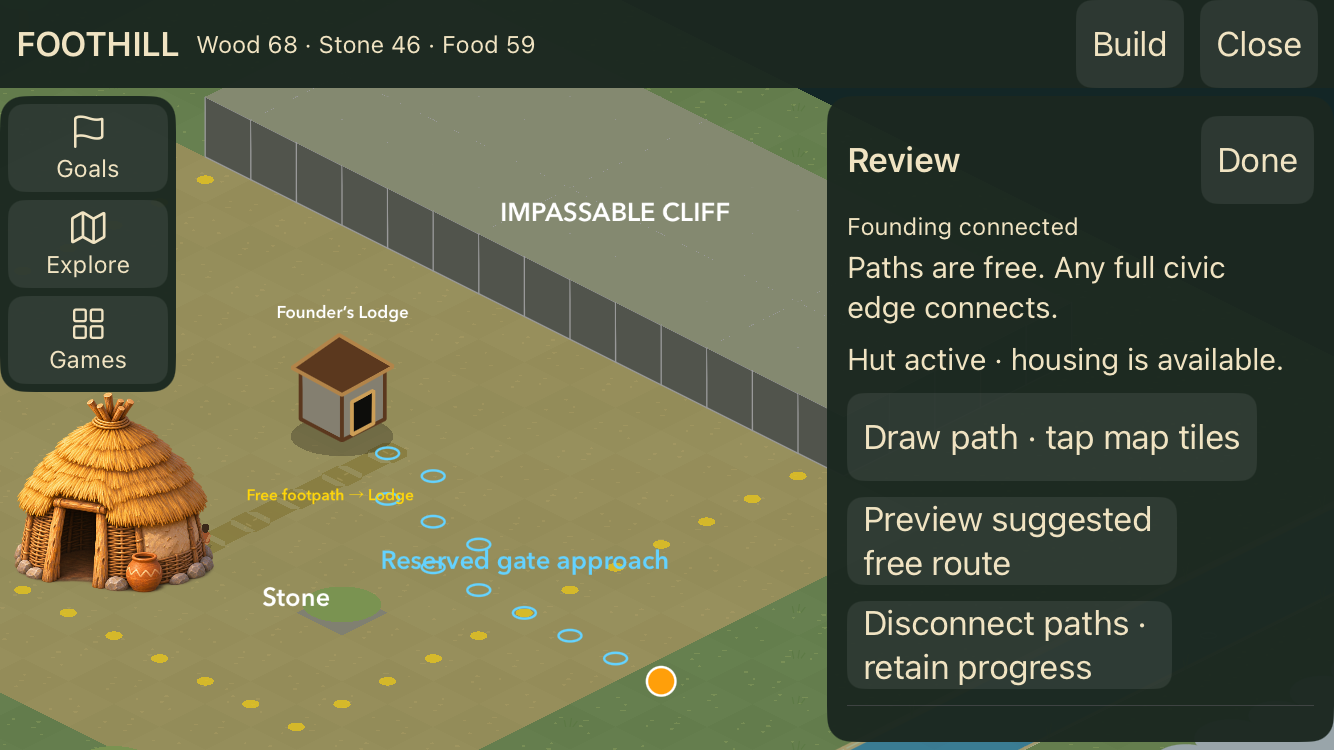 FOOTHILL Wood 68 · Stone 46 · Food 59 Build Close
Goals
Explore
Games
IMPASSABLE CLIFF
Founder's Lodge
Free footpath → Lodge
Reserved gate approach
Stone
Review Done
Founding connected
Paths are free. Any full civic
edge connects.
Hut active · housing is available.
Draw path · tap map tiles
Preview suggested
free route
Disconnect paths ·
retain progress